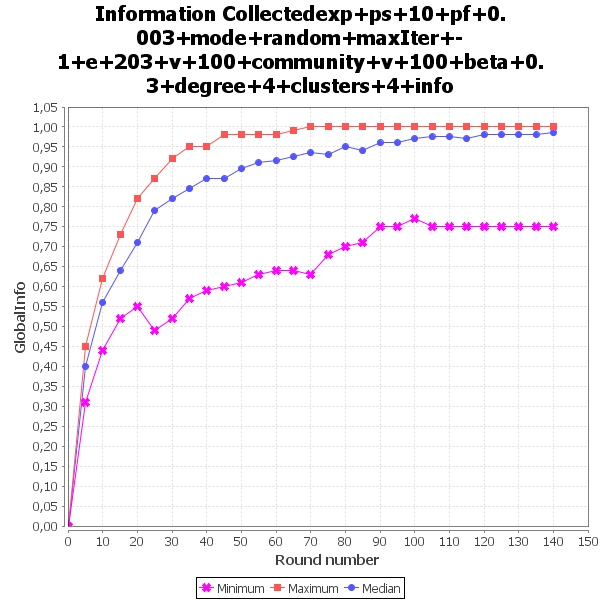 Information Collectedexp+ps+10+pf+0.
003+mode+random+maxIter+-
1+e+203+v+100+community+v+100+beta+0.
3+degree+4+clusters+4+info
1,05
1,00
0,95
0,90
0,85
0,80
0,75
0,70
0,65
0,60
0,55
0,50
0,45
0,40
0,35
0,30
0,25
0,20
0,15
0,10
0,05
0,00
Global Info
0 10 20 30 40 50 60 70 80 90 100 110 120 130 140 150
Round number
Minimum Maximum Median